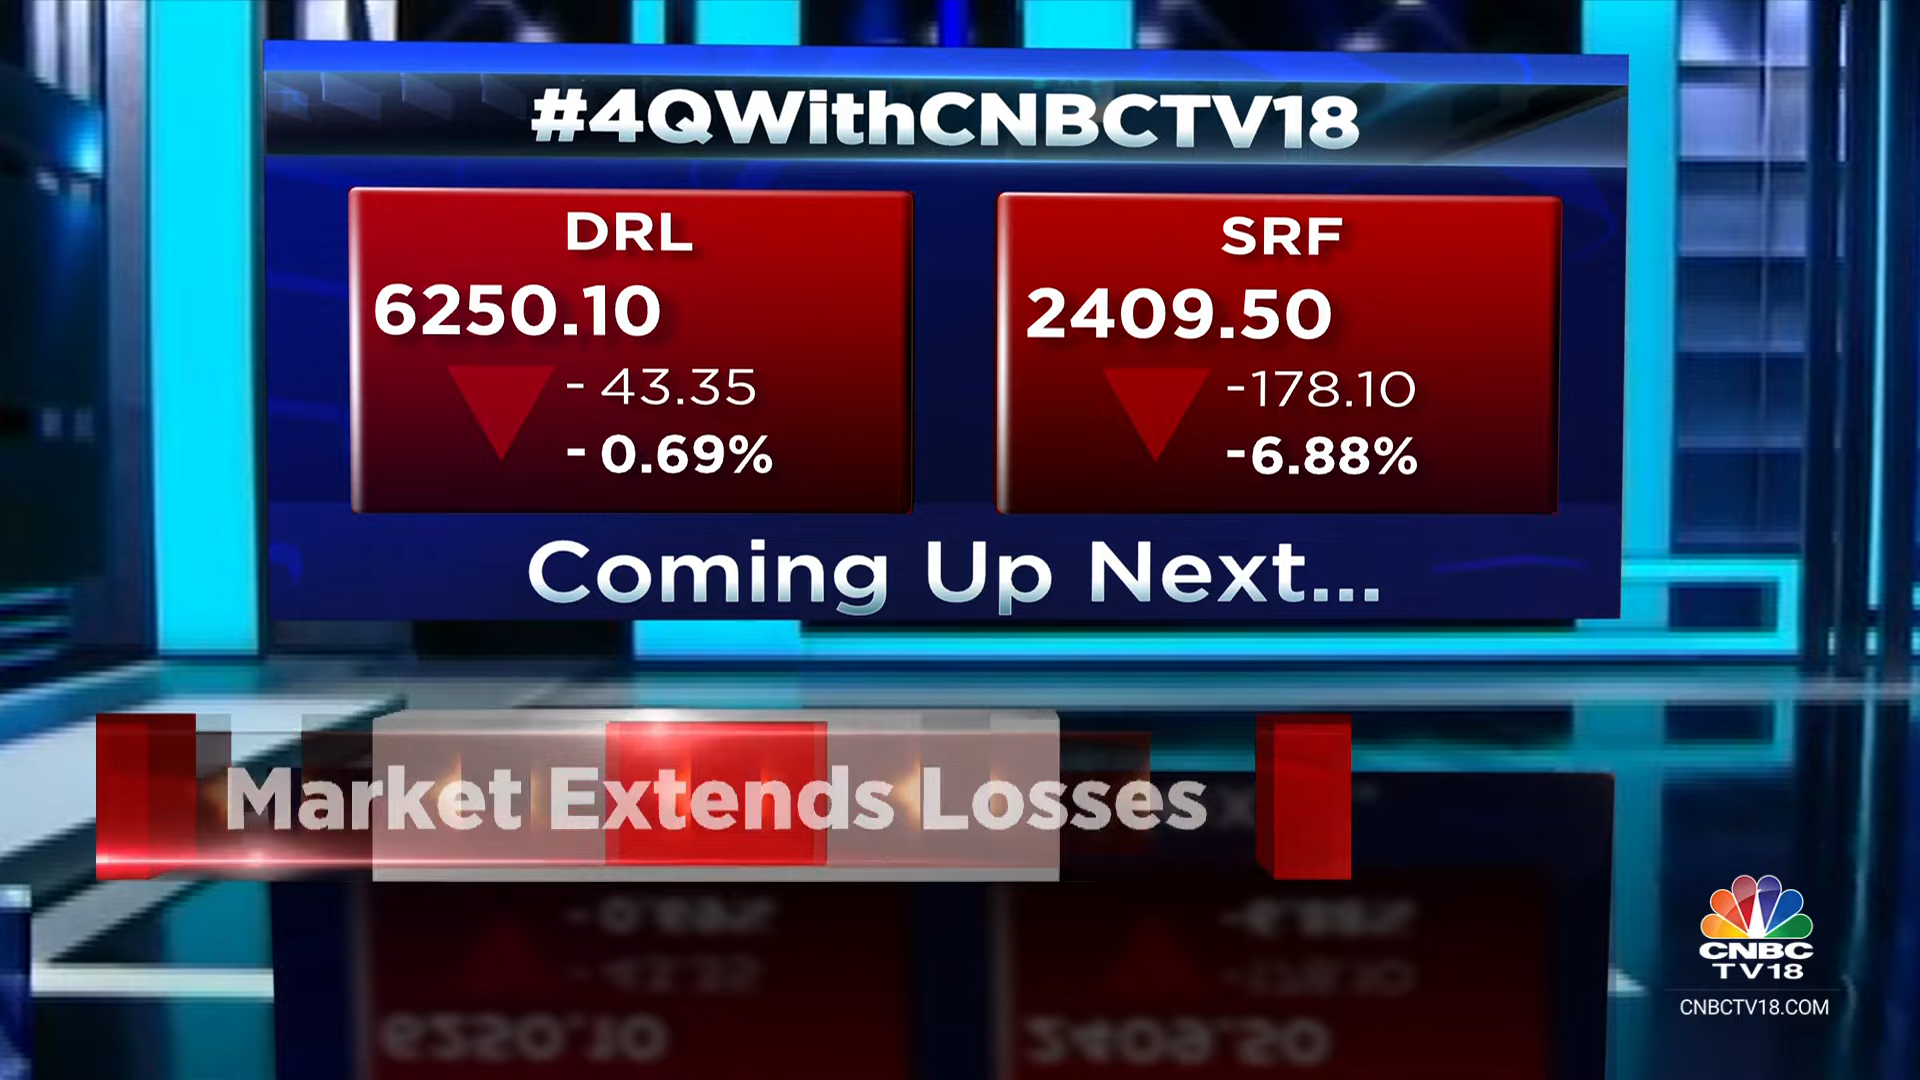 #4QWithCNBCTV18
DRL
6250.10
- 43.35
- 0.69%
SRF
2409.50
-178.10
-6.88%
Coming Up Next...
Market Extends Losses
CNBC
TV18
CNBCTV18.COM